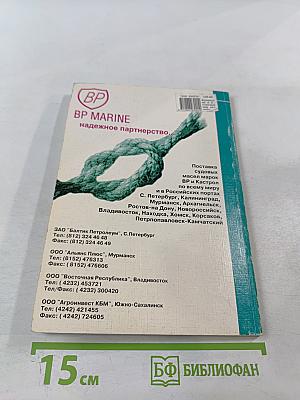 BP
BP MARINE
надежное партнерство
Поставка
судовых
масел марок
BP и Кастрол
по всему миру
и в Российских портах
С. Петербург, Калининград,
Мурманск, Архангельск,
Ростов-на Дону, Новороссийск,
Владивосток, Находка, Хомск, Корсаков,
Петропавловск-Камчатский
ЗАО "Балтик Петролеум", С.Петербург
Тел: (812) 324 46 48
Факс: (812) 324 46 49
ООО "Альянс Плюс", Мурманск
Тел: (8152) 476313
Факс: (8152) 476606
ООО "Восточная Республика", Владивосток
Тел: (4232) 453721
Тел/Факс: (4232) 300420
ООО "Агроинвест КБМ", Южно-Сахалинск
Тел: (4242) 421455
Факс: (4242) 724605
15 см
БФ БИБЛИОФАН